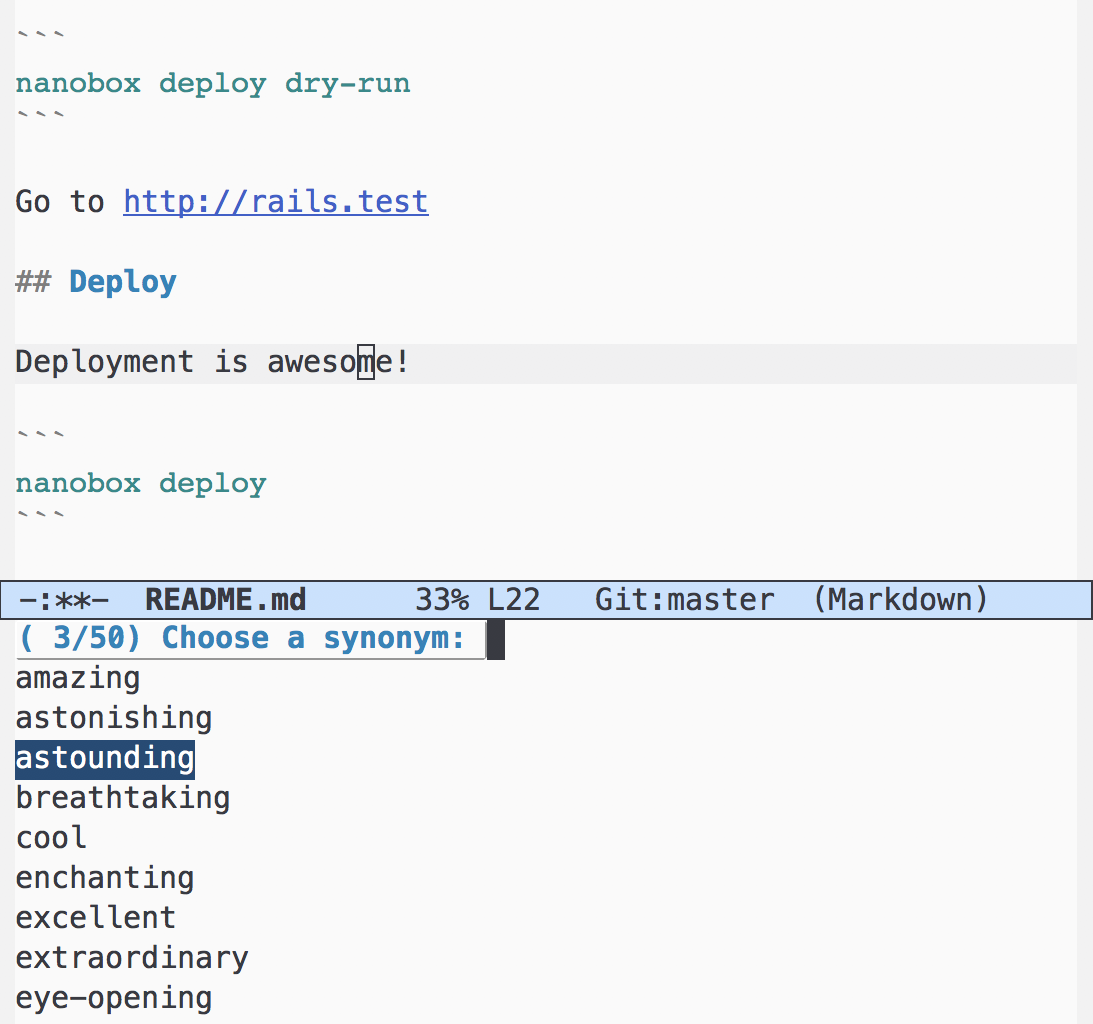 ```
nanobox deploy dry-run
```
Go to http://rails.test
## Deploy
Deployment is awesome!
```
nanobox deploy
```
-:**-  README.md      33% L22   Git:master  (Markdown)
( 3/50) Choose a synonym:
amazing
astonishing
astounding
breathtaking
cool
enchanting
excellent
extraordinary
eye-opening